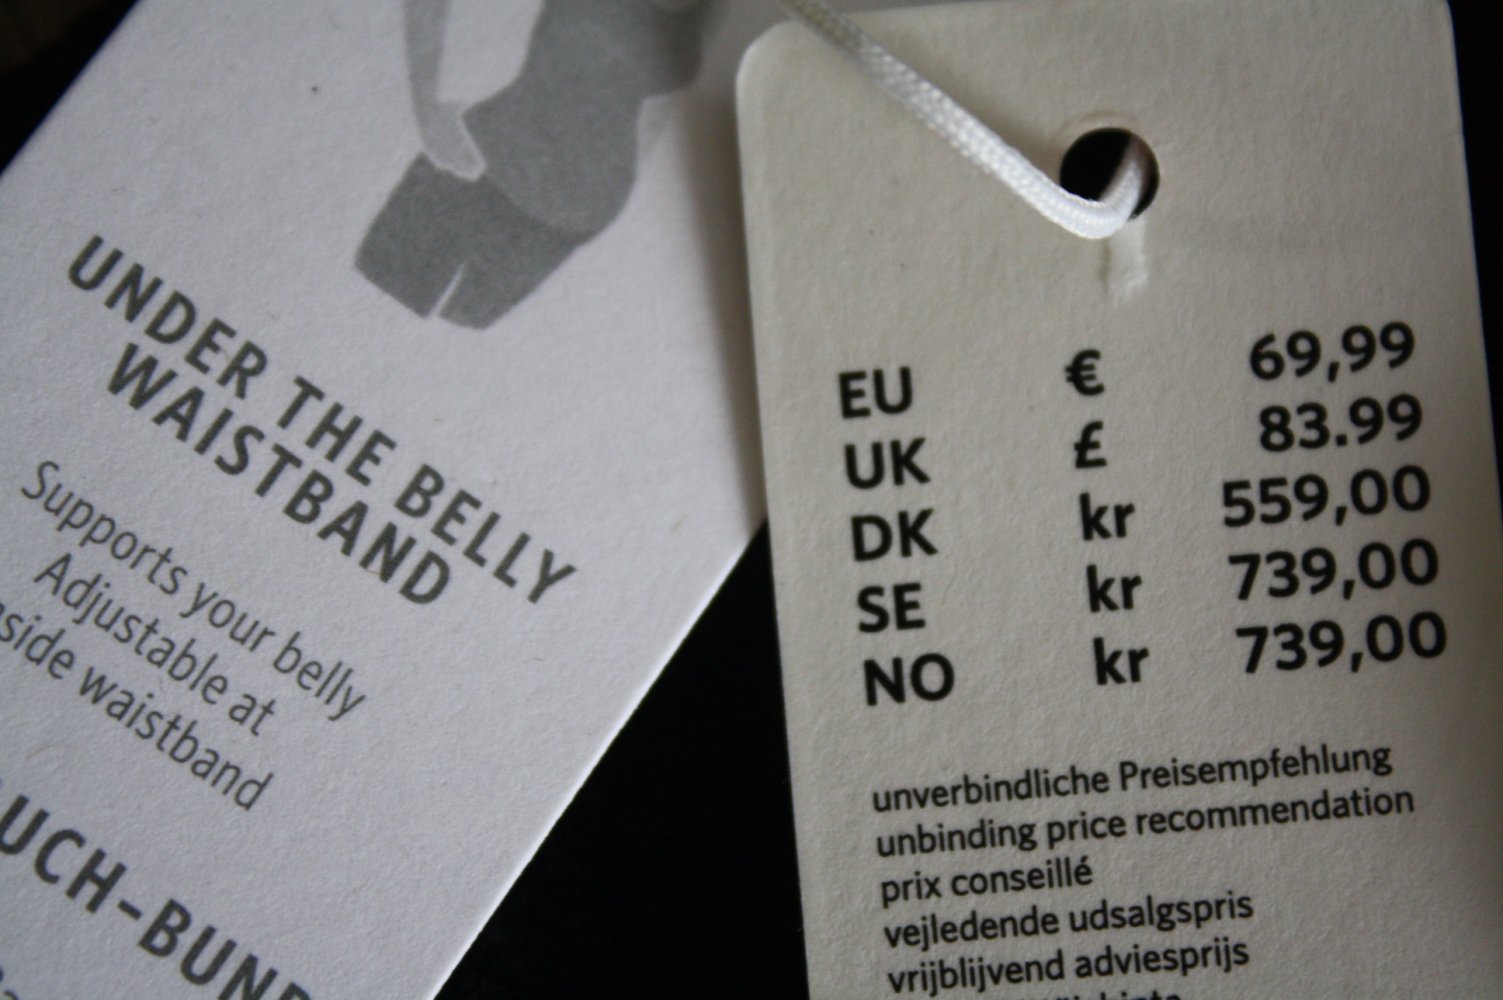 UNDER THE BELLY
WAISTBAND
Supports your belly
Adjustable at
side waistband
UCH-BUND
EU € 69,99
UK £ 83.99
DK kr 559,00
SE kr 739,00
NO kr 739,00
unverbindliche Preisempfehlung
unbinding price recommendation
prix conseillé
vejledende udsalgspris
vrijblijvend adviesprijs